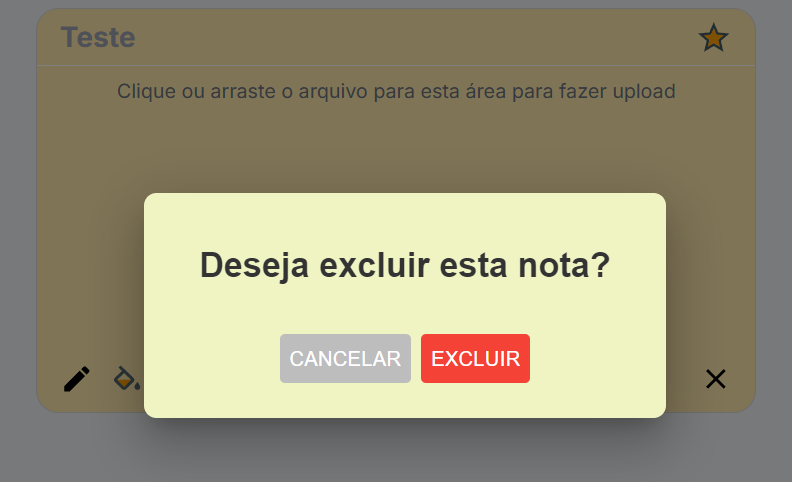 Teste
Clique ou arraste o arquivo para esta área para fazer upload
Deseja excluir esta nota?
CANCELAR EXCLUIR